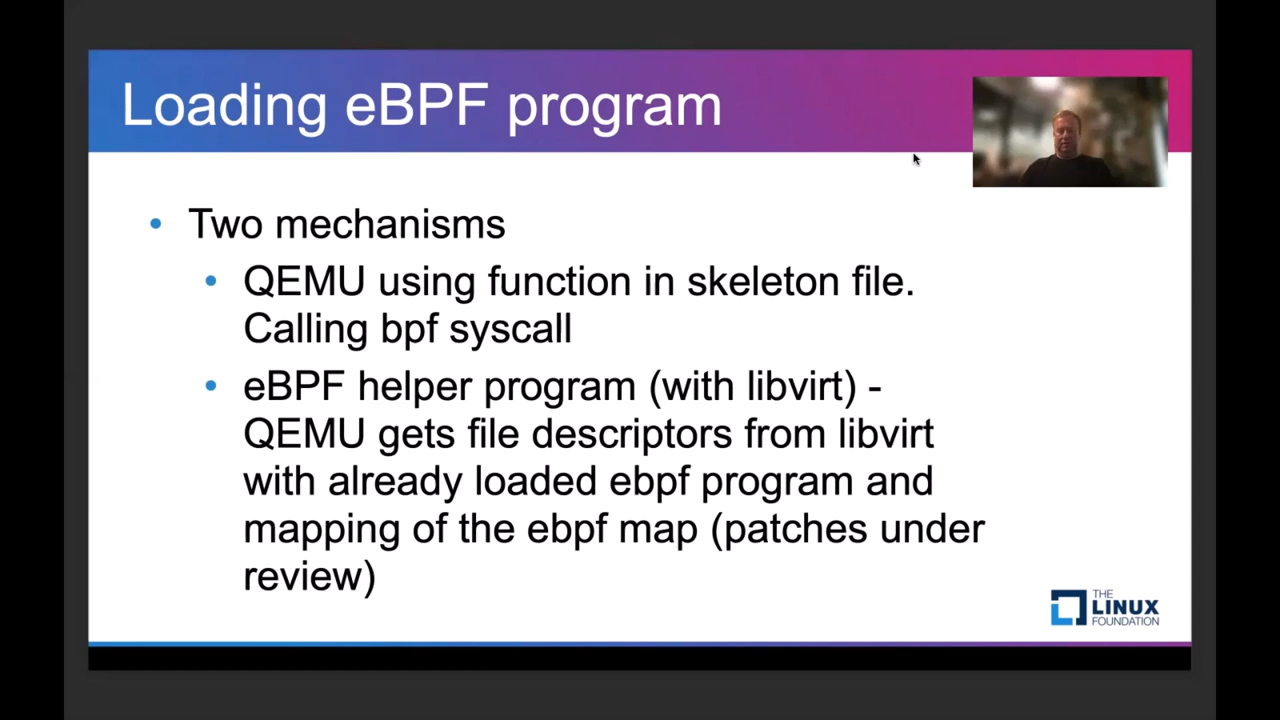 Loading eBPF program
• Two mechanisms
• QEMU using function in skeleton file.
Calling bpf syscall
• eBPF helper program (with libvirt) -
QEMU gets file descriptors from libvirt
with already loaded ebpf program and
mapping of the ebpf map (patches under
review)
THE
LINUX
FOUNDATION